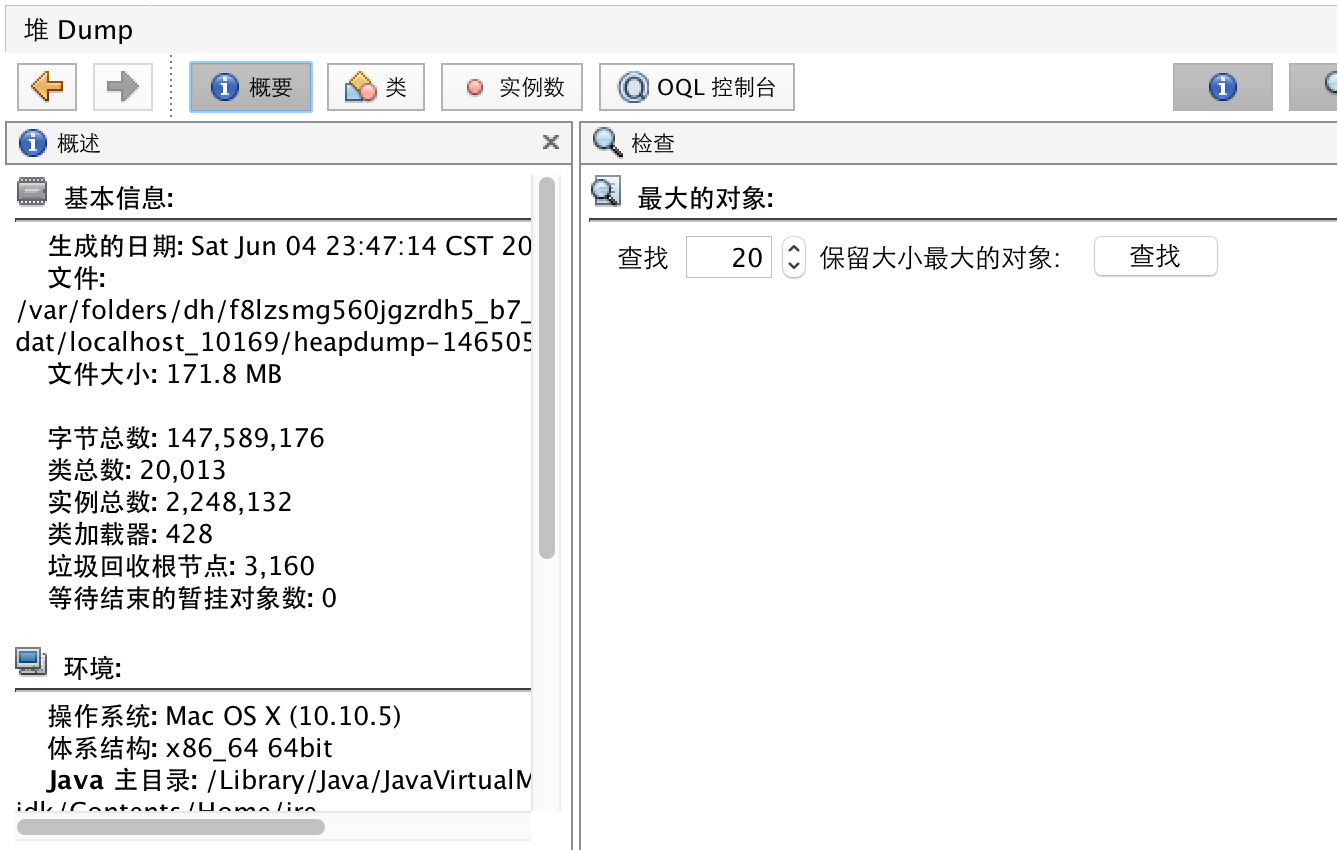 堆 Dump
概要 类 实例数 OQL 控制台
概述
基本信息:
生成的日期: Sat Jun 04 23:47:14 CST 20
文件:
/var/folders/dh/f8lzsmg560jgzrdh5_b7_
dat/localhost_10169/heapdump-146505
文件大小: 171.8 MB
字节总数: 147,589,176
类总数: 20,013
实例总数: 2,248,132
类加载器: 428
垃圾回收根节点: 3,160
等待结束的暂挂对象数: 0
环境:
操作系统: Mac OS X (10.10.5)
体系结构: x86_64 64bit
Java 主目录: /Library/Java/JavaVirtualM
jdk/Contents/Home/jre
检查
最大的对象:
查找 20 保留大小最大的对象: 查找